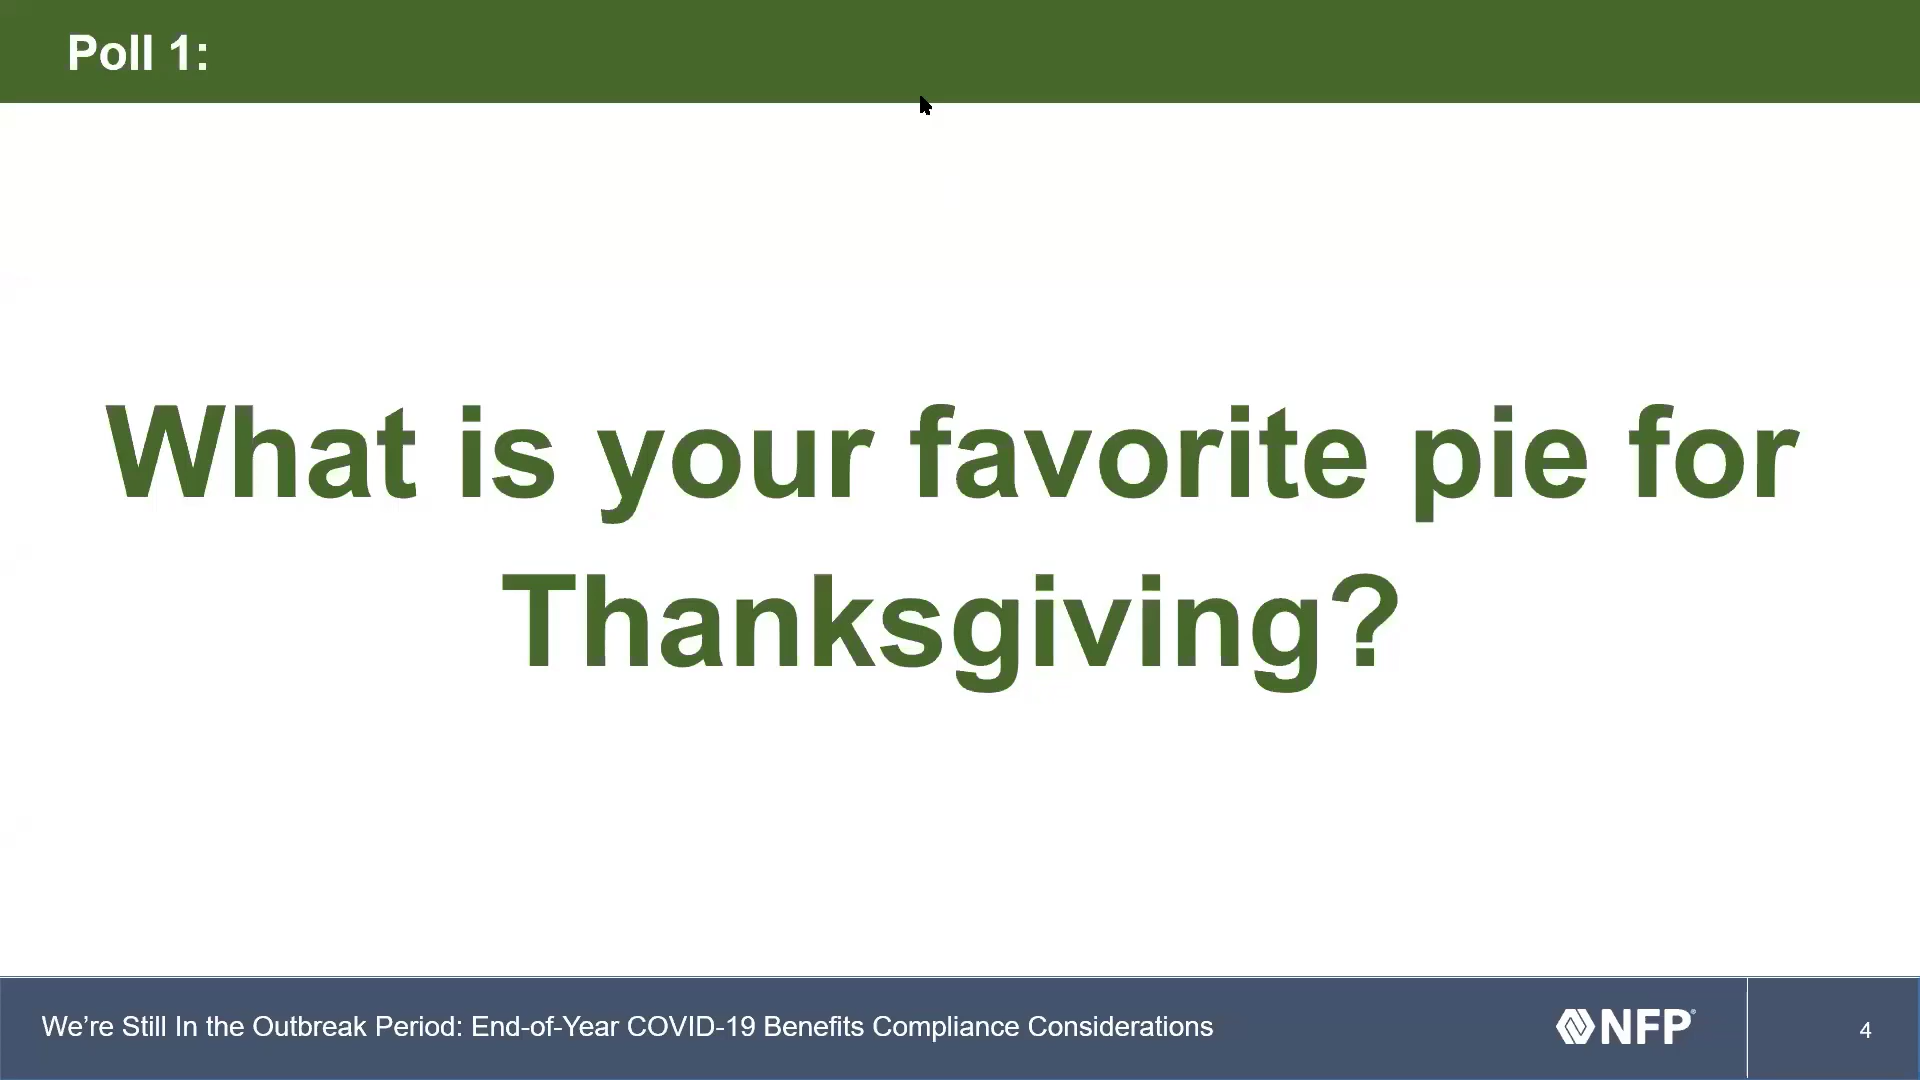 Poll 1:
What is your favorite pie for
Thanksgiving?
We’re Still In the Outbreak Period: End-of-Year COVID-19 Benefits Compliance Considerations
NFP®
4